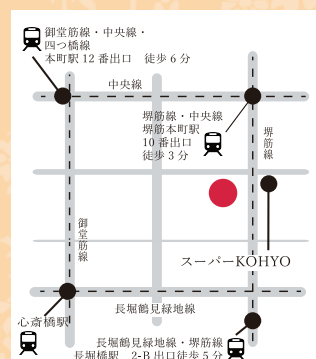 御堂筋線・中央線・
四つ橋線
本町駅 12 番出口　徒歩 6 分
中央線
堺筋線・中央線
堺筋本町駅
10 番出口
徒歩 3 分
堺筋線
御堂筋線
スーパーKOHYO
心斎橋駅
長堀鶴見緑地線
長堀鶴見緑地線・堺筋線
長堀橋駅　2-B 出口徒歩 5 分